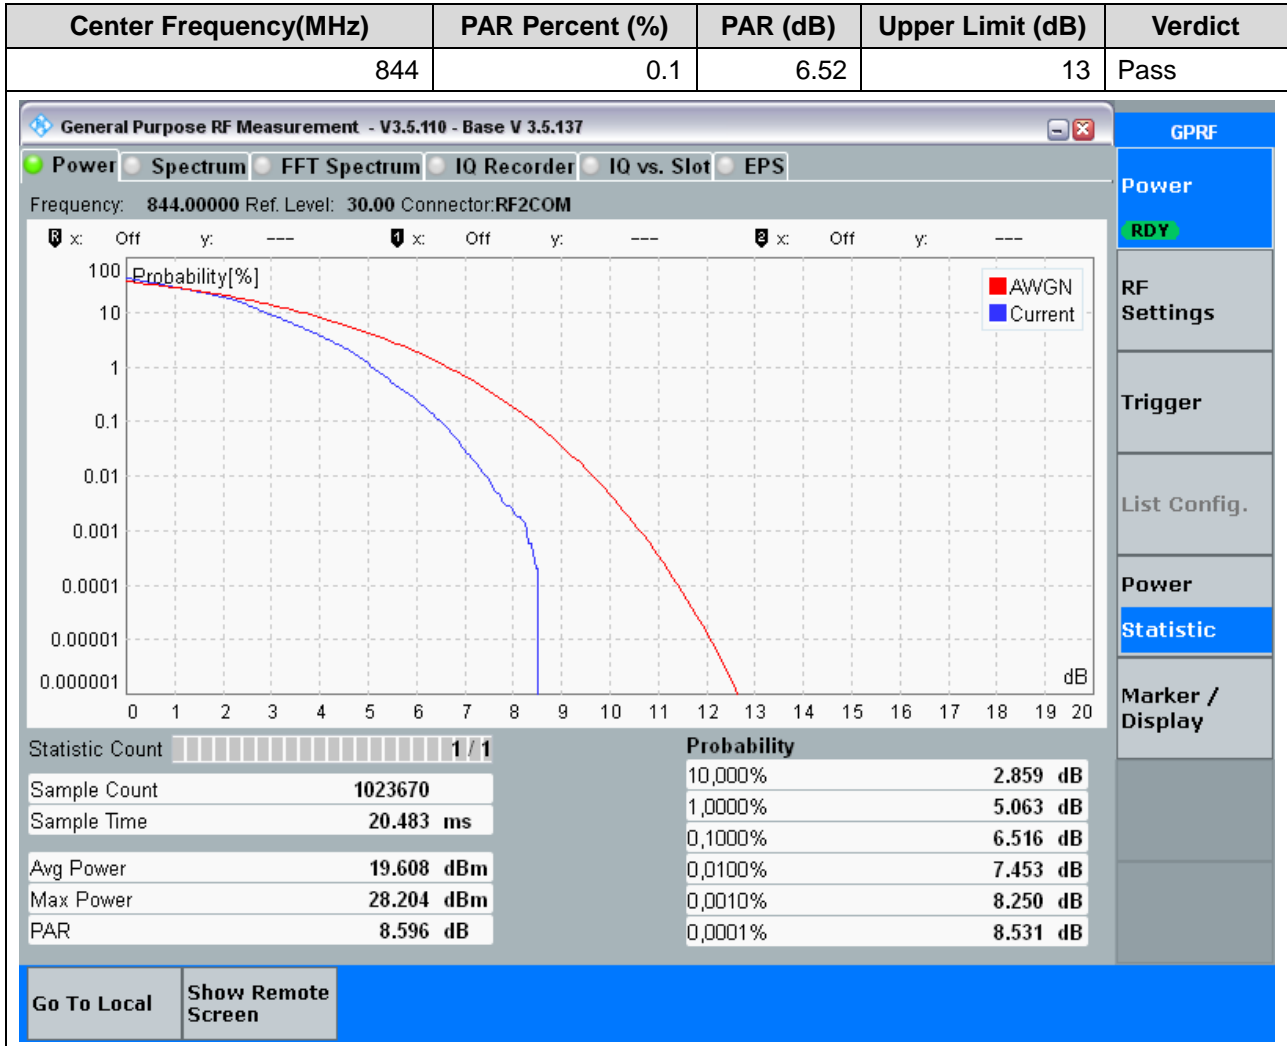 Center Frequency(MHz) PAR Percent (%) PAR (dB) Upper Limit (dB) Verdict
844 0.1 6.52 13 Pass
General Purpose RF Measurement - V3.5.110 - Base V 3.5.137
GPRF
Power Spectrum FFT Spectrum IQ Recorder IQ vs. Slot EPS
Frequency: 844.00000 Ref. Level: 30.00 Connector:RF2COM
R x: Off y: --- 1 x: Off y: --- 2 x: Off y: ---
Probability[%]
100
10
1
0.1
0.01
0.001
0.0001
0.00001
0.000001
AWGN
Current
dB
0 1 2 3 4 5 6 7 8 9 10 11 12 13 14 15 16 17 18 19 20
Statistic Count 1 / 1
Sample Count 1023670
Sample Time 20.483 ms
Avg Power 19.608 dBm
Max Power 28.204 dBm
PAR 8.596 dB
Probability
10,000% 2.859 dB
1,0000% 5.063 dB
0,1000% 6.516 dB
0,0100% 7.453 dB
0,0010% 8.250 dB
0,0001% 8.531 dB
Power
RDY
RF
Settings
Trigger
List Config.
Power
Statistic
Marker /
Display
Go To Local
Show Remote
Screen